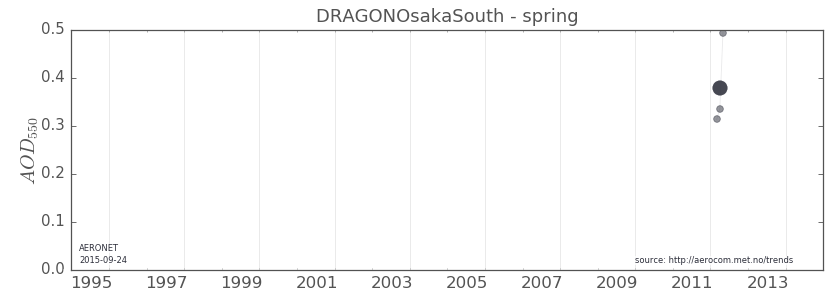 DRAGONOsakaSouth - spring
0.5
0.4
0.3
0.2
0.1
0.0
AOD550
AERONET
2015-09-24
source: http://aerocom.met.no/trends
1995 1997 1999 2001 2003 2005 2007 2009 2011 2013